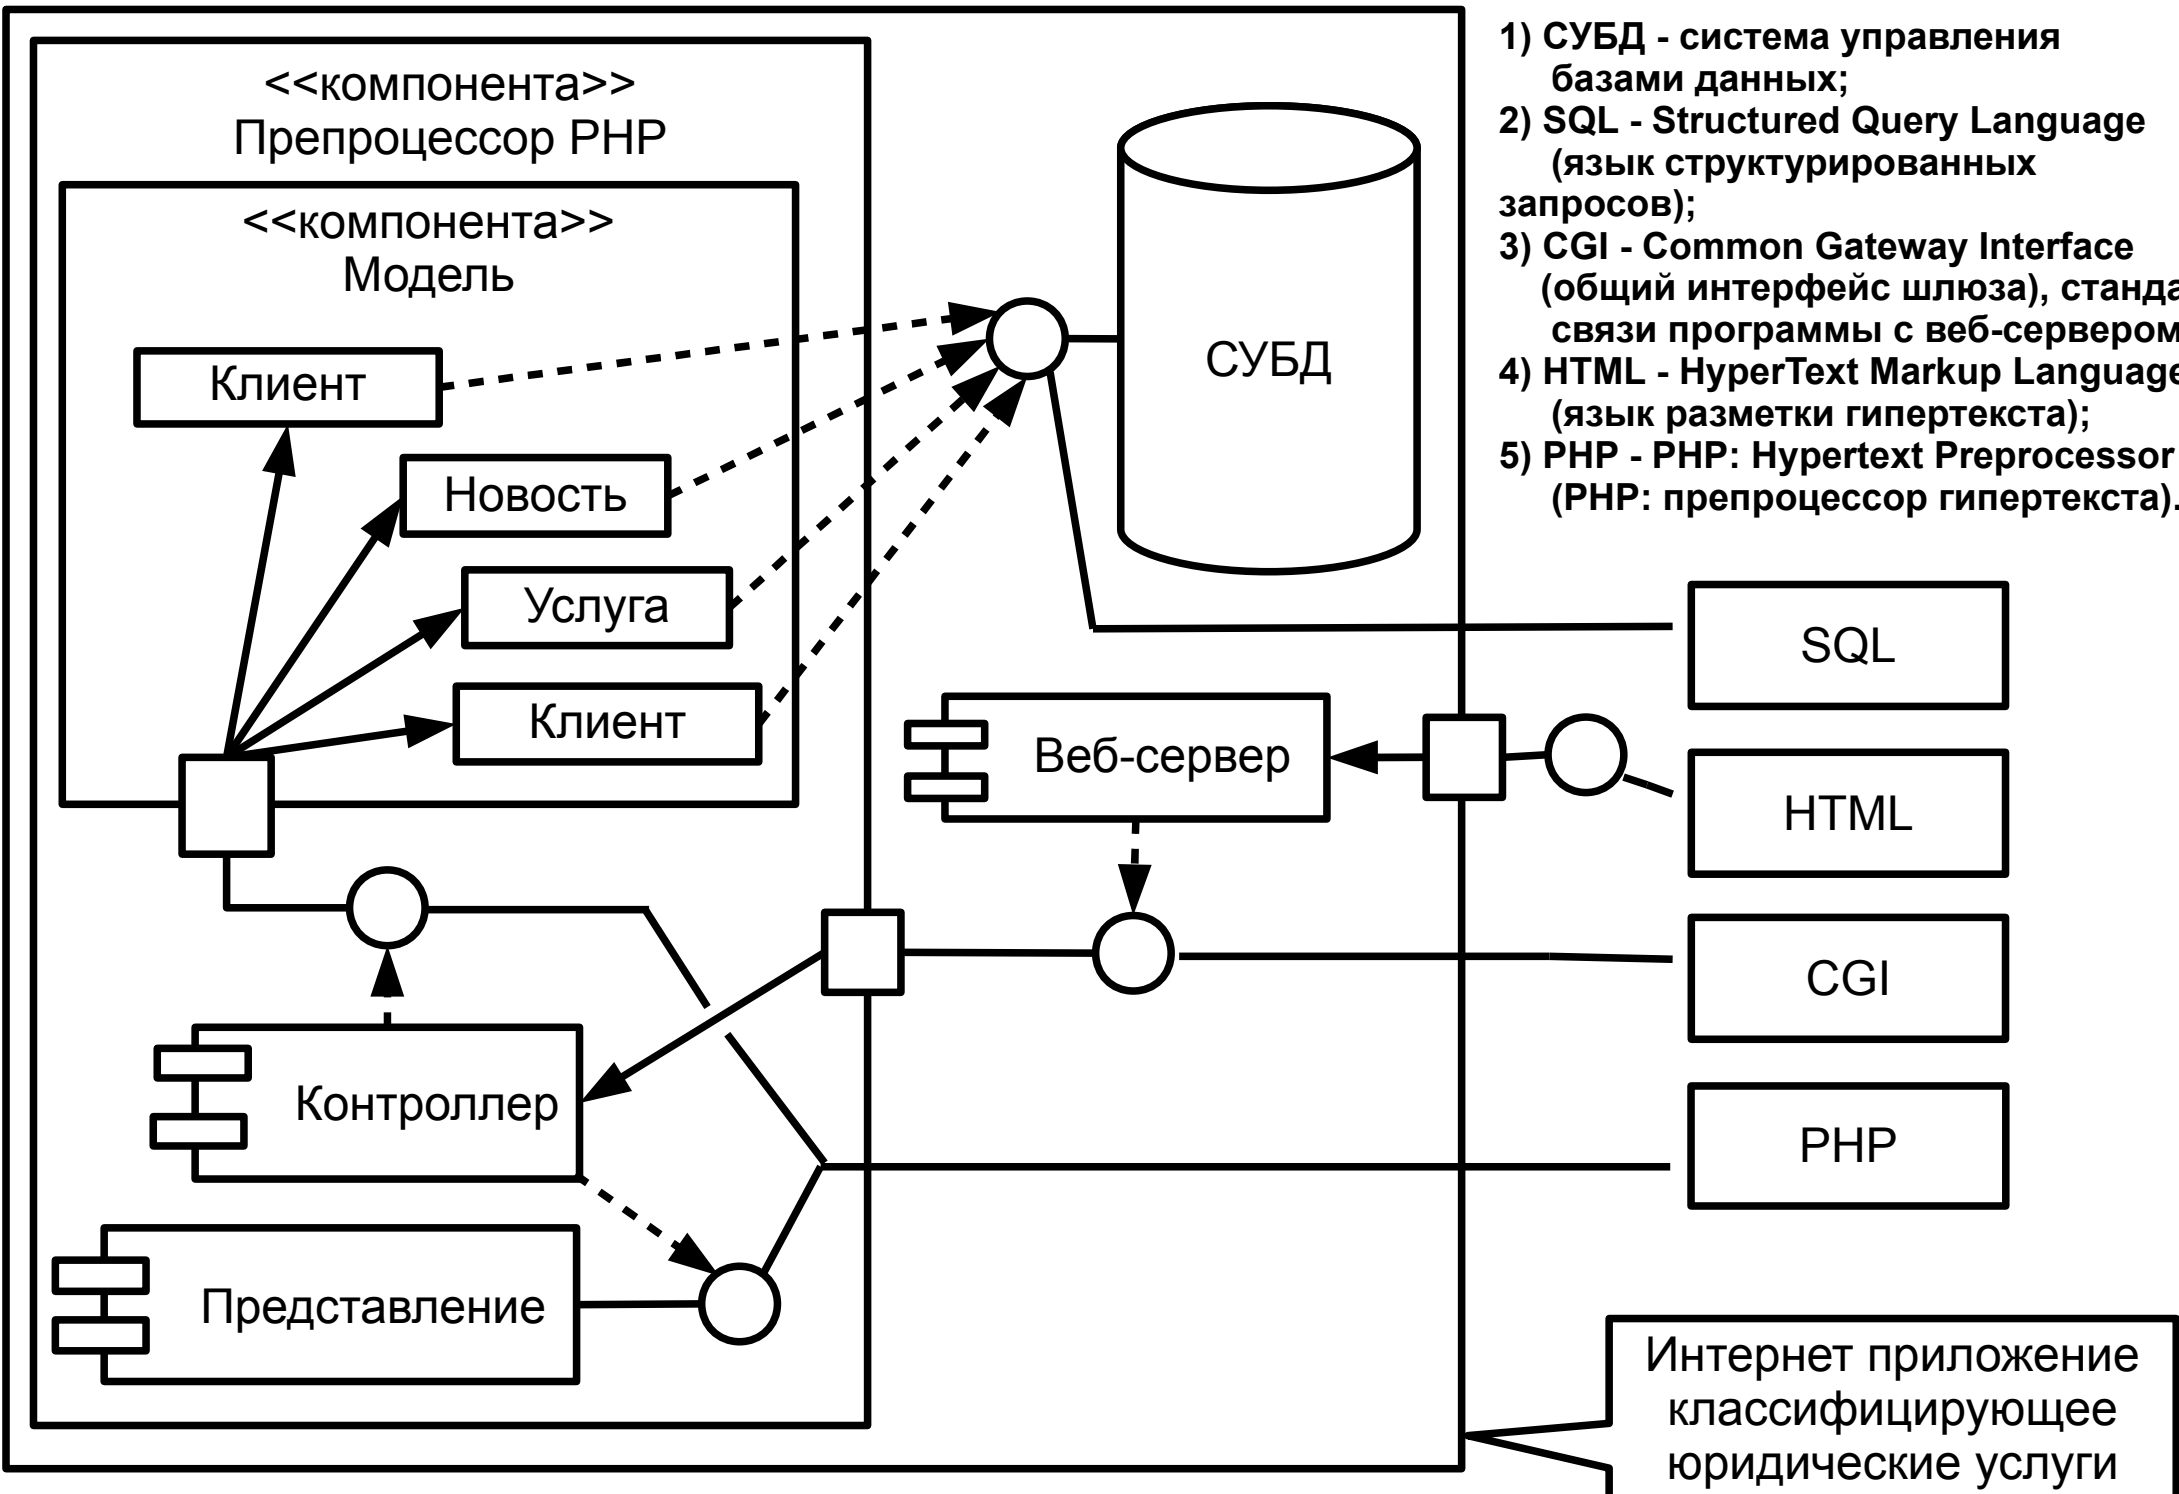 <<компонента>>
Препроцессор PHP
<<компонента>>
Модель
Клиент
Новость
Услуга
Клиент
СУБД
Веб-сервер
Контроллер
Представление
1) СУБД - система управления
базами данных;
2) SQL - Structured Query Language
(язык структурированных
запросов);
3) CGI - Common Gateway Interface
(общий интерфейс шлюза), станда
связи программы с веб-сервером
4) HTML - HyperText Markup Language
(язык разметки гипертекста);
5) PHP - PHP: Hypertext Preprocessor
(PHP: препроцессор гипертекста).
SQL
HTML
CGI
PHP
Интернет приложение
классифицирующее
юридические услуги